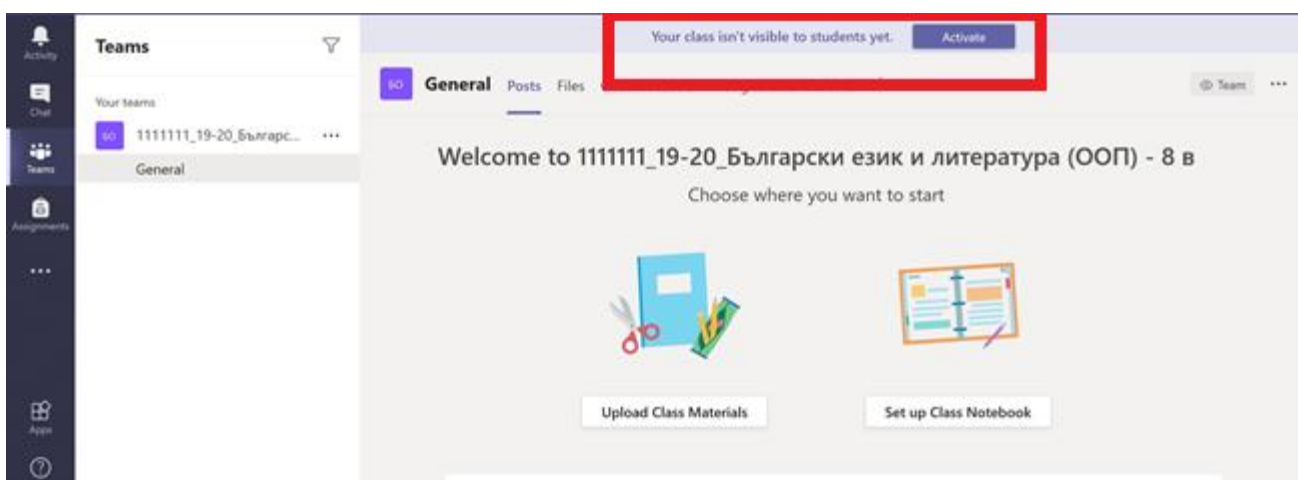 Activity
Chat
Teams
Assignments
Apps
Teams
Your teams
1111111_19-20_Българс...
General
Your class isn't visible to students yet. Activate
General Posts Files
Team
Welcome to 1111111_19-20_Български език и литература (ООП) - 8 в
Choose where you want to start
Upload Class Materials
Set up Class Notebook